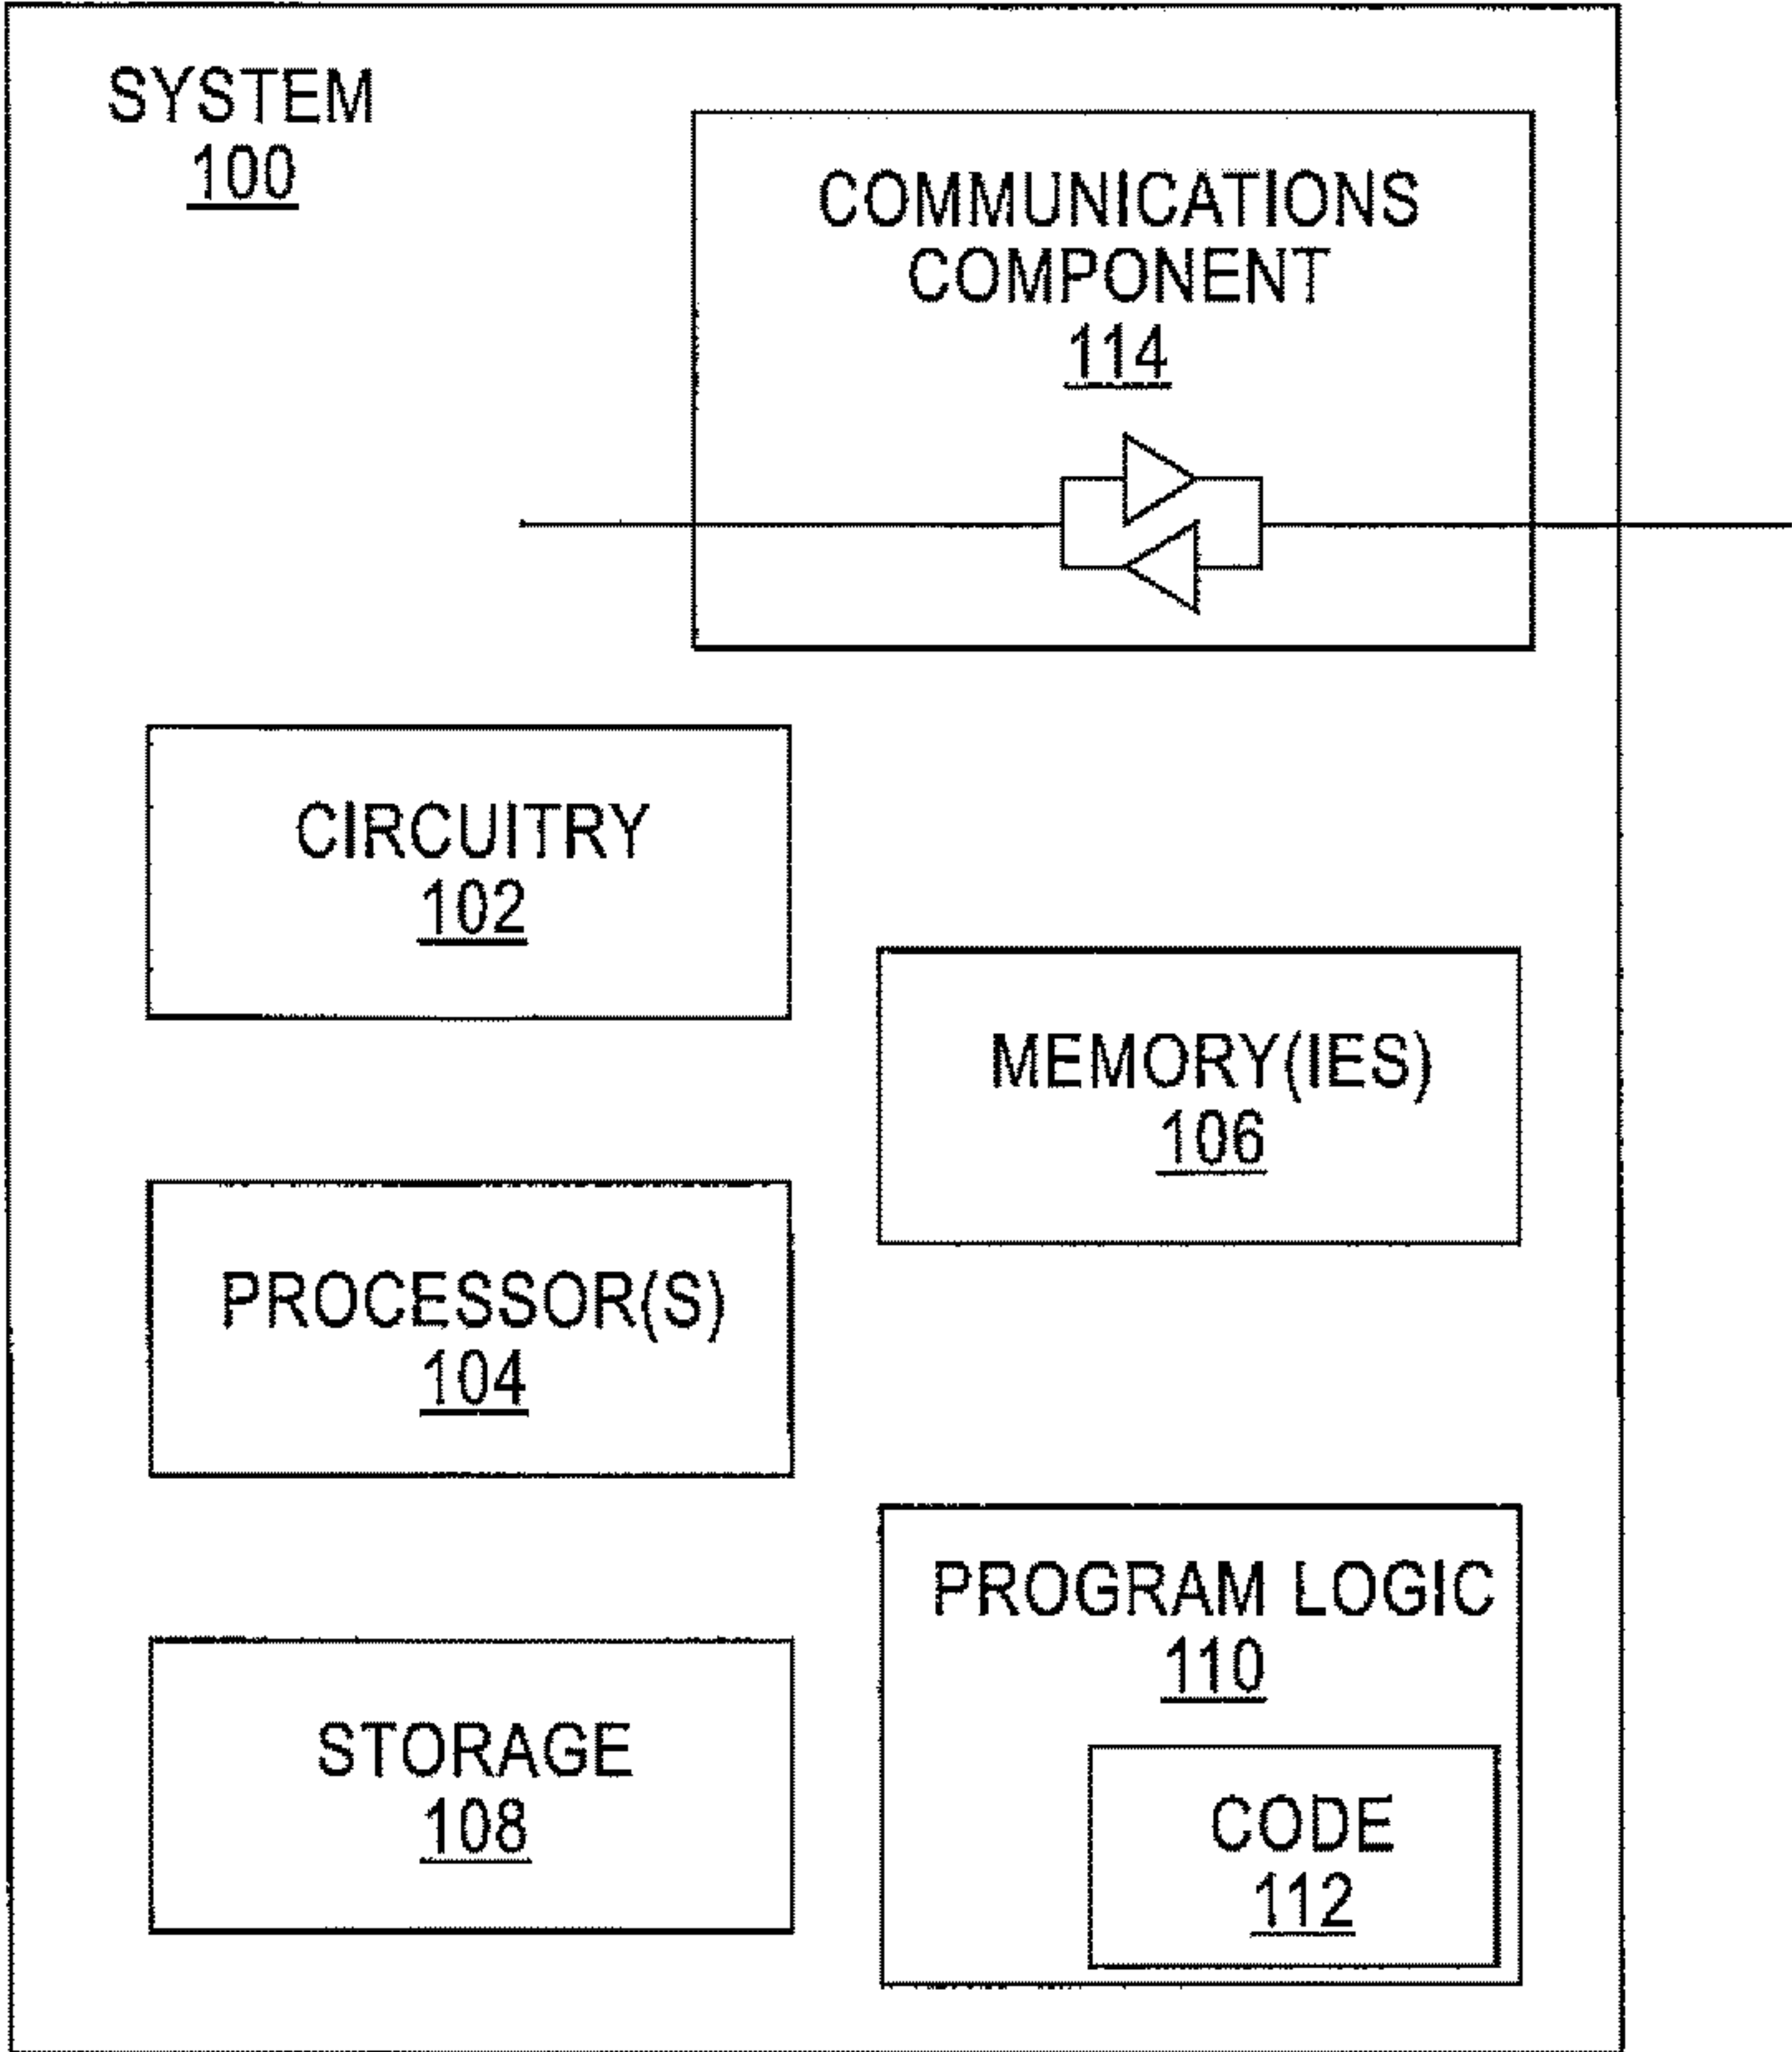 SYSTEM
100
COMMUNICATIONS
COMPONENT
114
CIRCUITRY
102
MEMORY(IES)
106
PROCESSOR(S)
104
PROGRAM LOGIC
110
STORAGE
108
CODE
112